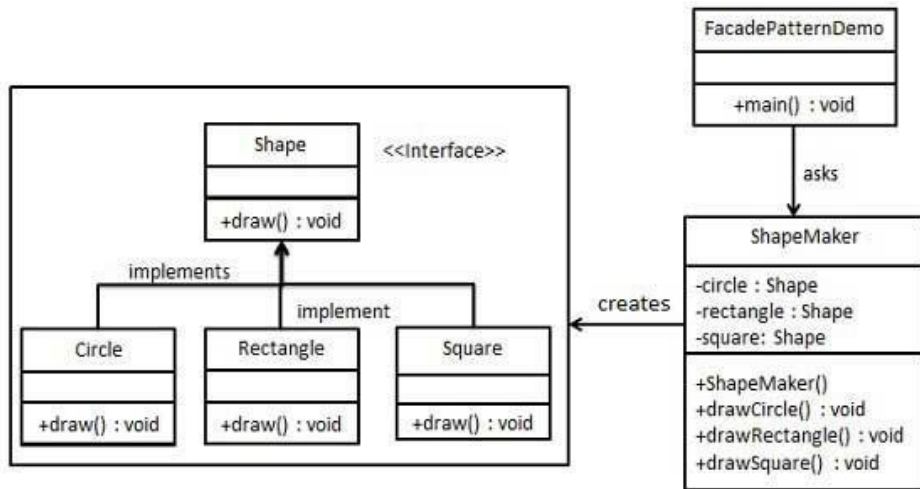 FacadePatternDemo
+main() : void
asks
Shape
<<Interface>>
+draw() : void
implements
implement
Circle
+draw() : void
Rectangle
+draw() : void
Square
+draw() : void
creates
ShapeMaker
-circle : Shape
-rectangle : Shape
-square: Shape
+ShapeMaker()
+drawCircle() : void
+drawRectangle() : void
+drawSquare() : void